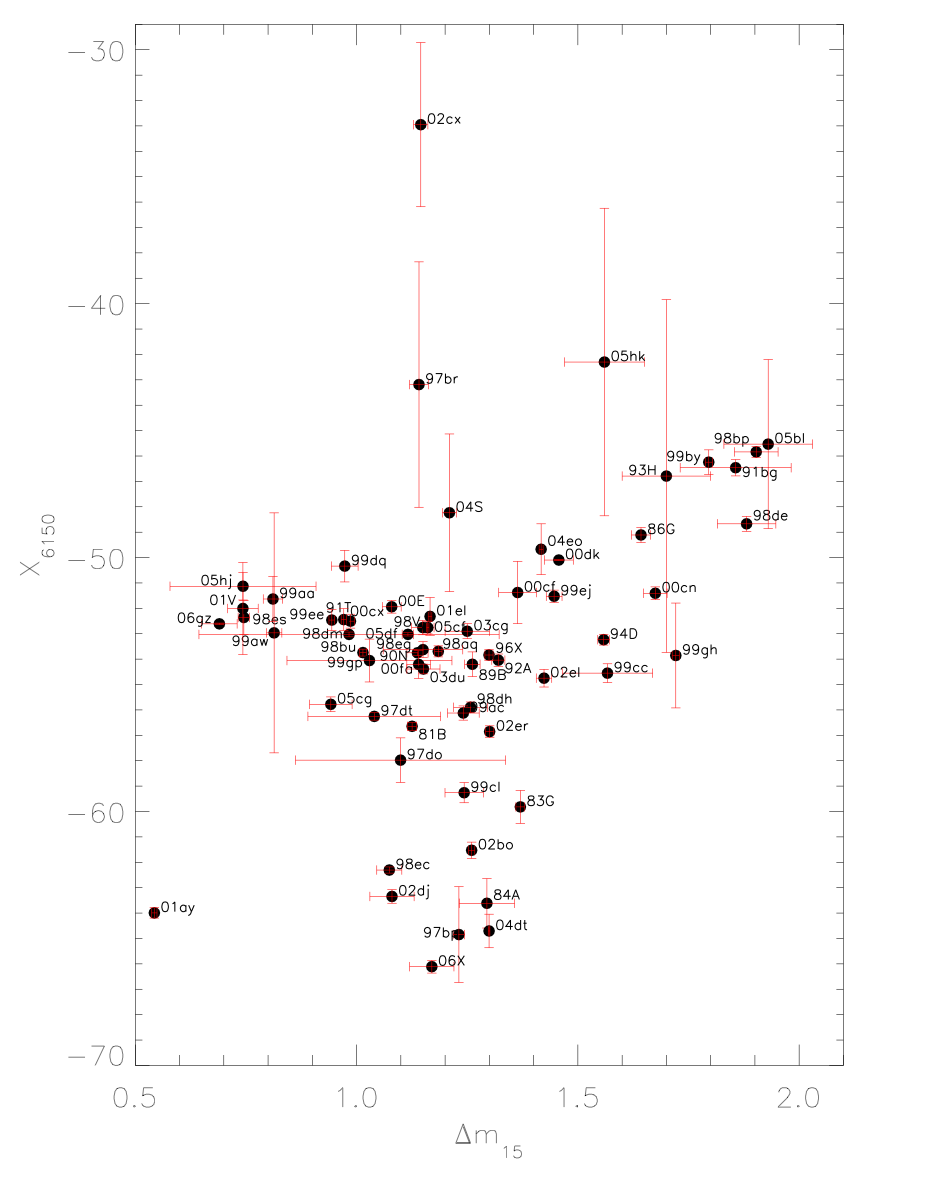 −30
02cx
−40
05hk
97br
98bp
05bl
99by
91bg
93H
04S
98de
86G
04eo
−50
00dk
99dq
05hj
00cf
99ej
00cn
99aa
01V
00E
91T
00cx
01el
98es
99ee
06gz
98V
05cf
03cg
98dm
05df
99aw
94D
98bu
98eg
98aq
96X
99gh
90N
99gp
00fa
92A
99cc
02el
89B
03du
05cg
98dh
97dt
99ac
81B
02er
97do
99cl
83G
−60
02bo
98ec
02dj
84A
01ay
04dt
97bp
06X
−70
0.5 1.0 1.5 2.0
Δm15
X6150